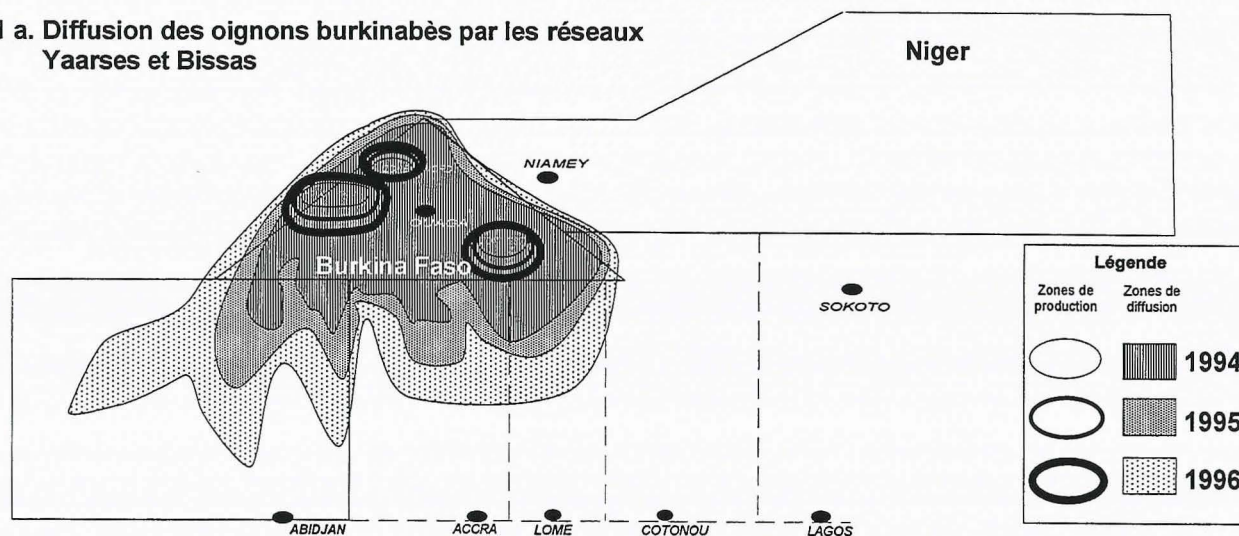 a. Diffusion des oignons burkinabès par les réseaux
Yaarses et Bissas
Niger
NIAMEY
OUAGA
Burkina Faso
SOKOTO
Légende
Zones de production
Zones de diffusion
1994
1995
1996
ABIDJAN
ACCRA
LOME
COTONOU
LAGOS